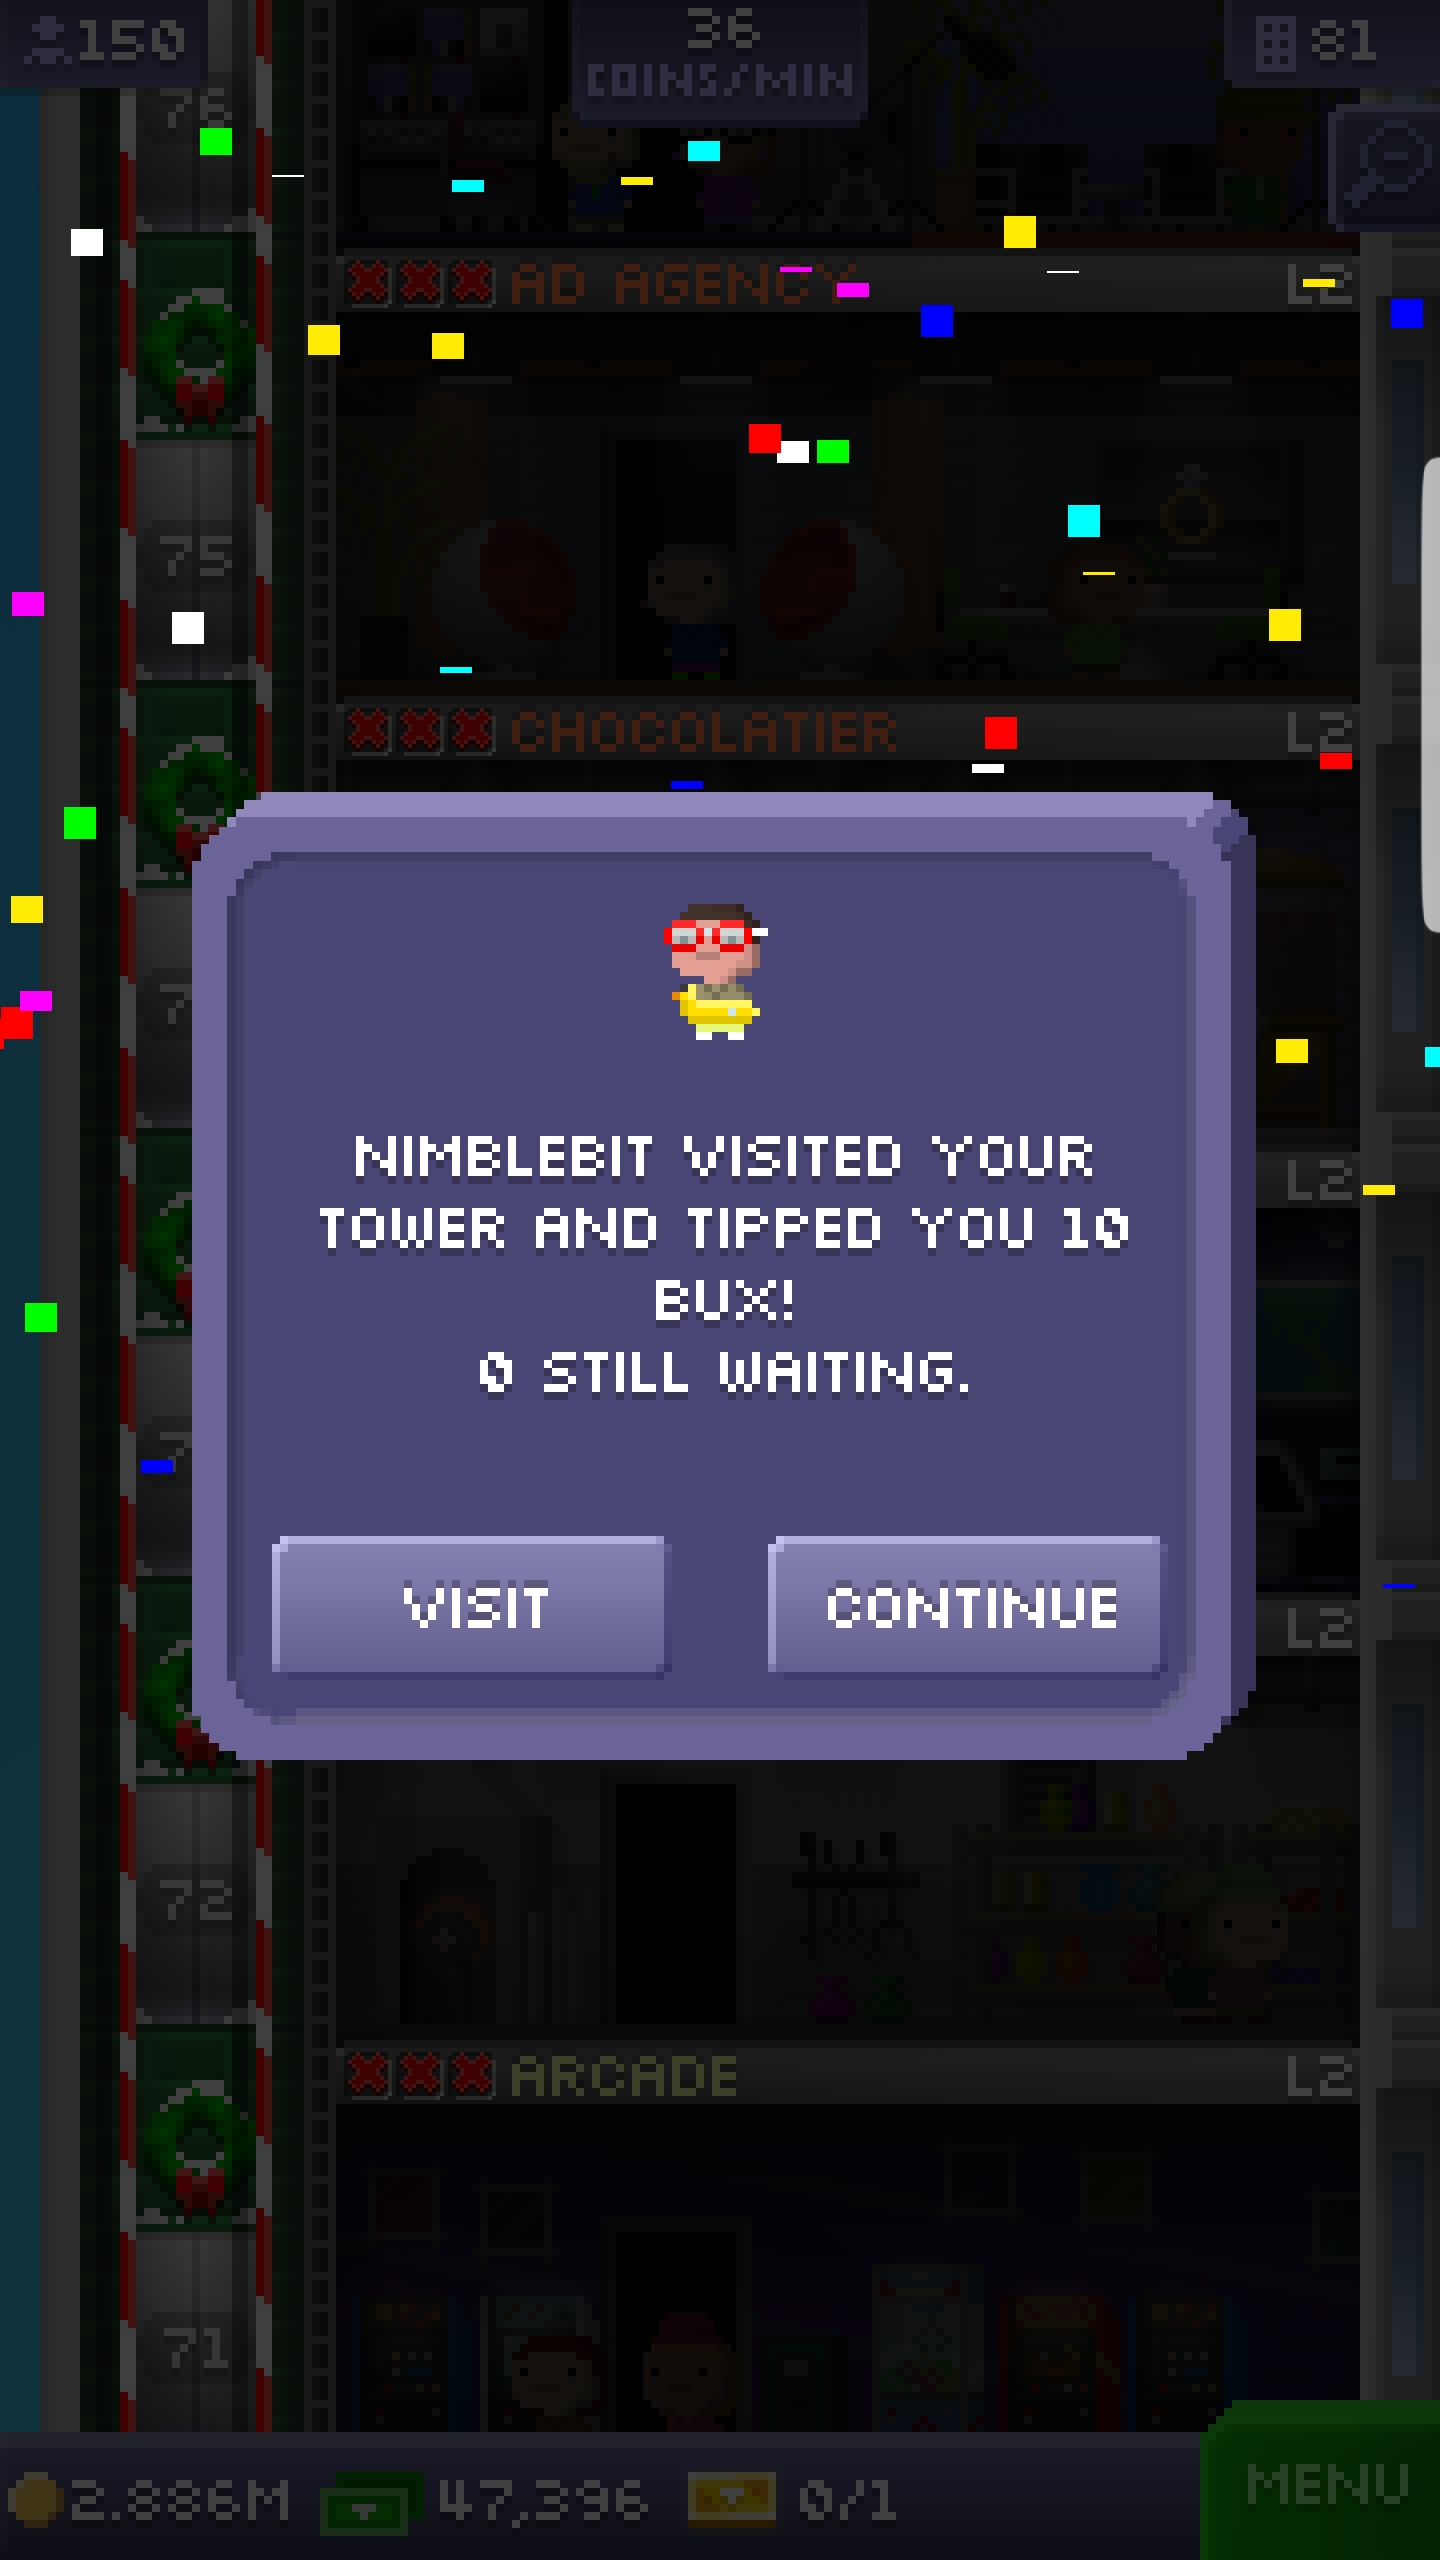 150
36
COINS/MIN
81
76
AD AGENCY
L2
75
CHOCOLATIER
L2
7
L2
NIMBLEBIT VISITED YOUR
TOWER AND TIPPED YOU 10
BUX!
0 STILL WAITING.
7
VISIT
CONTINUE
L2
72
ARCADE
L2
71
2.886M
47,396
0/1
MENU